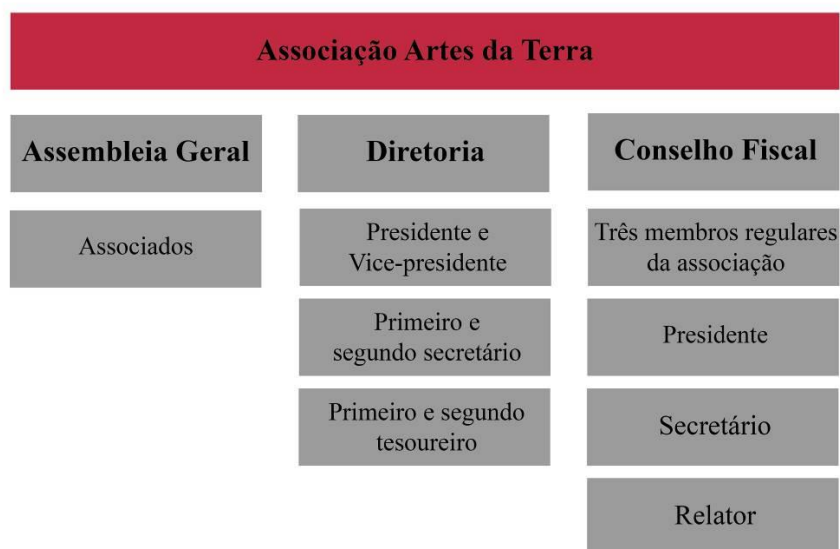 Associação Artes da Terra
Assembleia Geral
Associados
Diretoria
Presidente e
Vice-presidente
Primeiro e
segundo secretário
Primeiro e segundo
tesoureiro
Conselho Fiscal
Três membros regulares
da associação
Presidente
Secretário
Relator